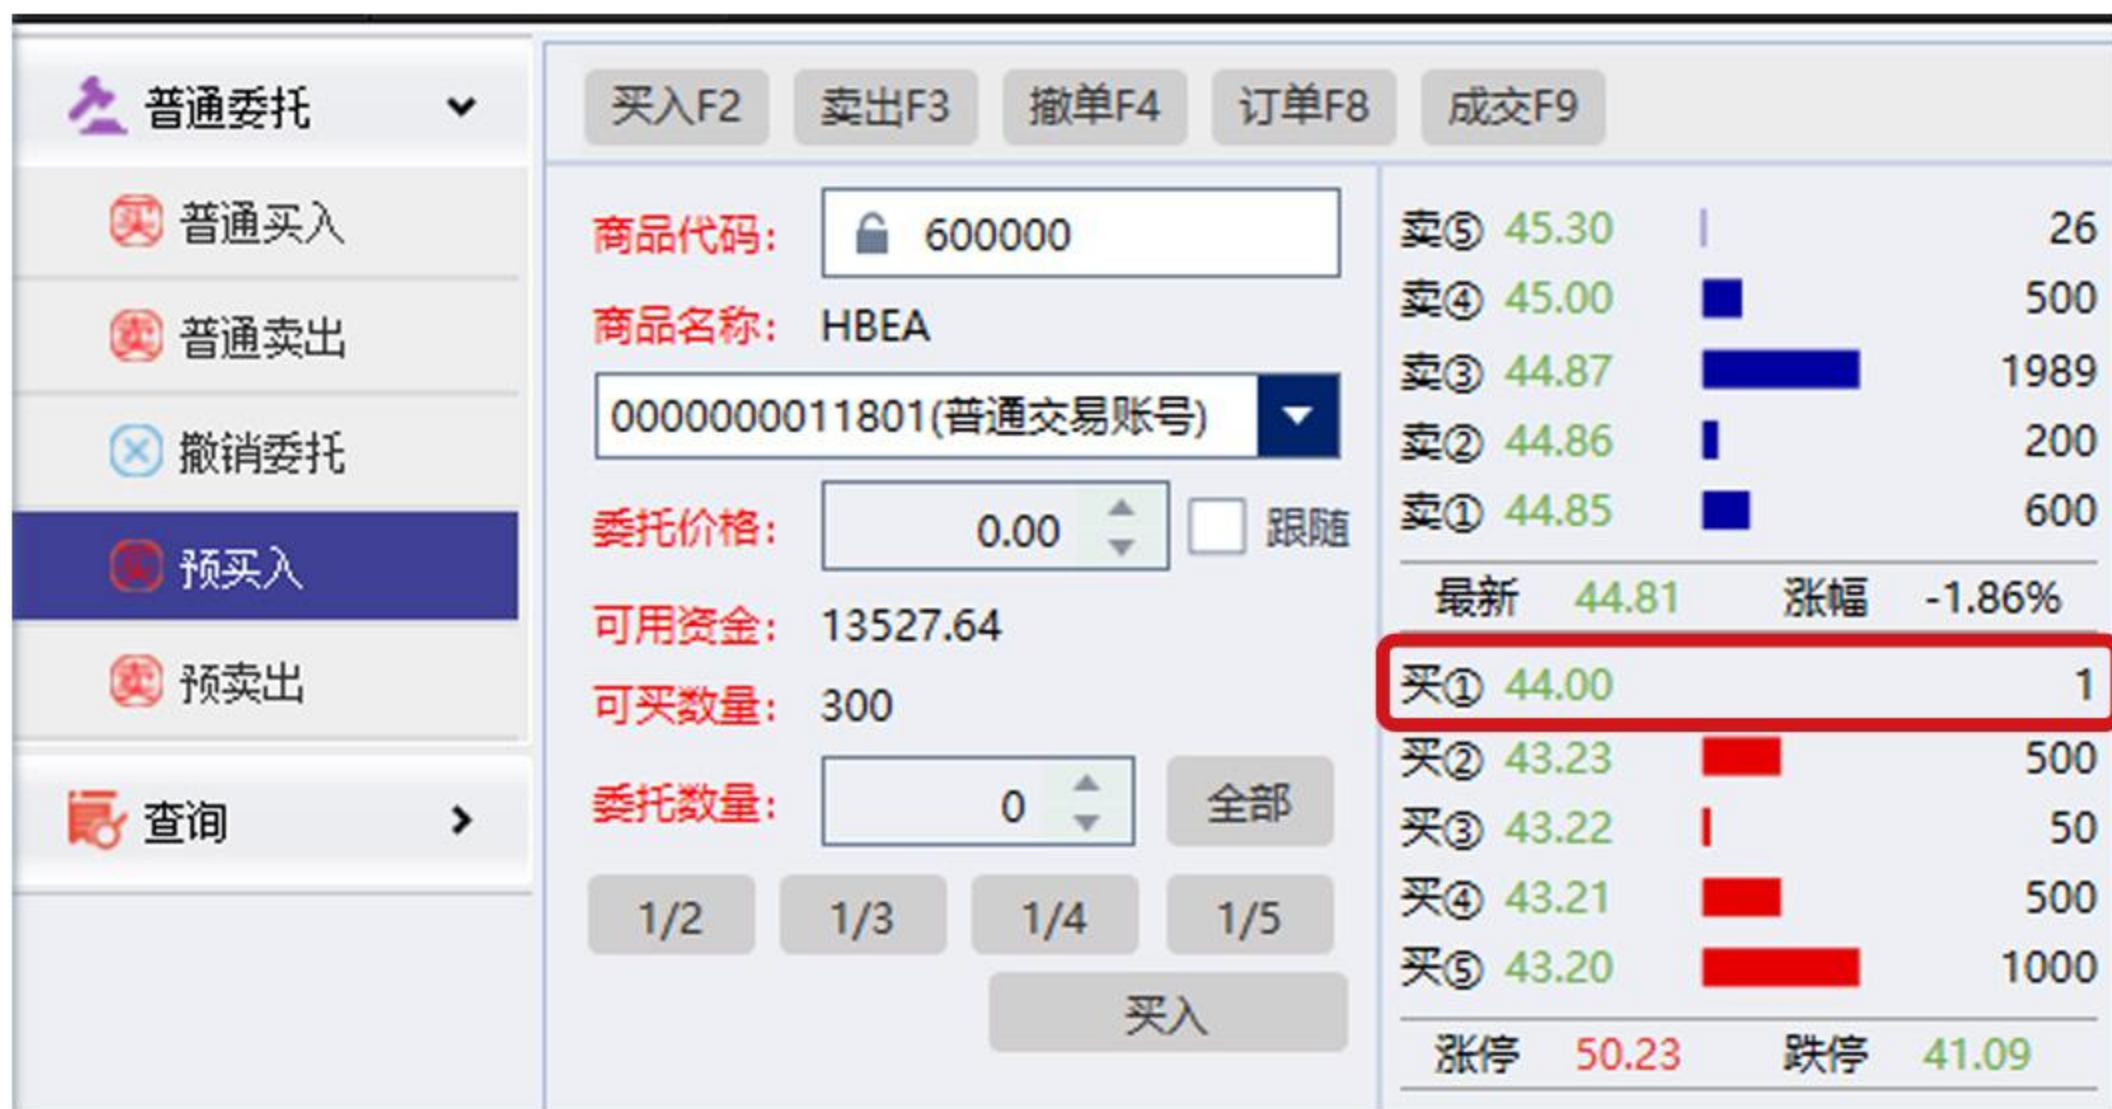 普通委托
普通买入
普通卖出
撤销委托
预买入
预卖出
查询
买入F2 卖出F3 撤单F4 订单F8 成交F9
商品代码: 600000
商品名称: HBEA
0000000011801(普通交易账号)
委托价格: 0.00 跟随
可用资金: 13527.64
可买数量: 300
委托数量: 0 全部
1/2 1/3 1/4 1/5
买入
卖⑤ 45.30 26
卖④ 45.00 500
卖③ 44.87 1989
卖② 44.86 200
卖① 44.85 600
最新 44.81 涨幅 -1.86%
买① 44.00 1
买② 43.23 500
买③ 43.22 50
买④ 43.21 500
买⑤ 43.20 1000
涨停 50.23 跌停 41.09